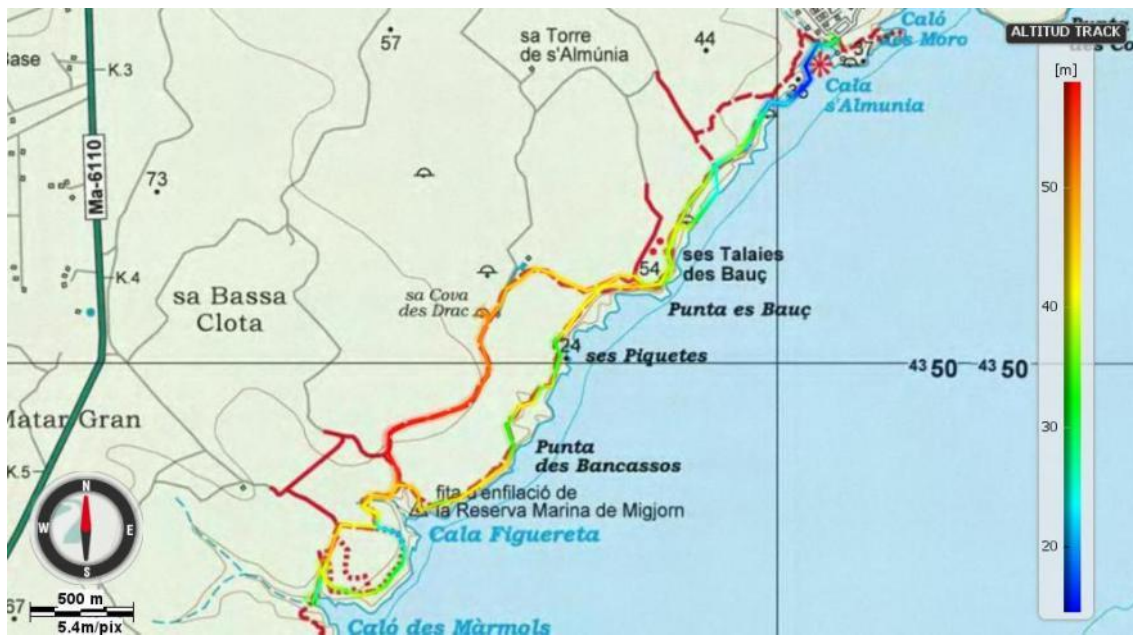 57
sa Torre
de s'Almúnia
44
Caló
des Moro
ALTITUD TRACK
Punta
Base
K.3
37
[m]
Cala
s'Almunia
Ma-6110
73
50
54
ses Talaies
des Bauç
K.4
sa Bassa
Clota
sa Cova
des Drac
Punta es Bauç
40
24
ses Piquetes
43 50
43 50
Matar Gran
30
Punta
des Bancassos
K.5
fita d'enfilació de
la Reserva Marina de Migjorn
Cala Figuereta
N
W
E
S
20
500 m
67
5.4m/pix
Caló des Màrmols